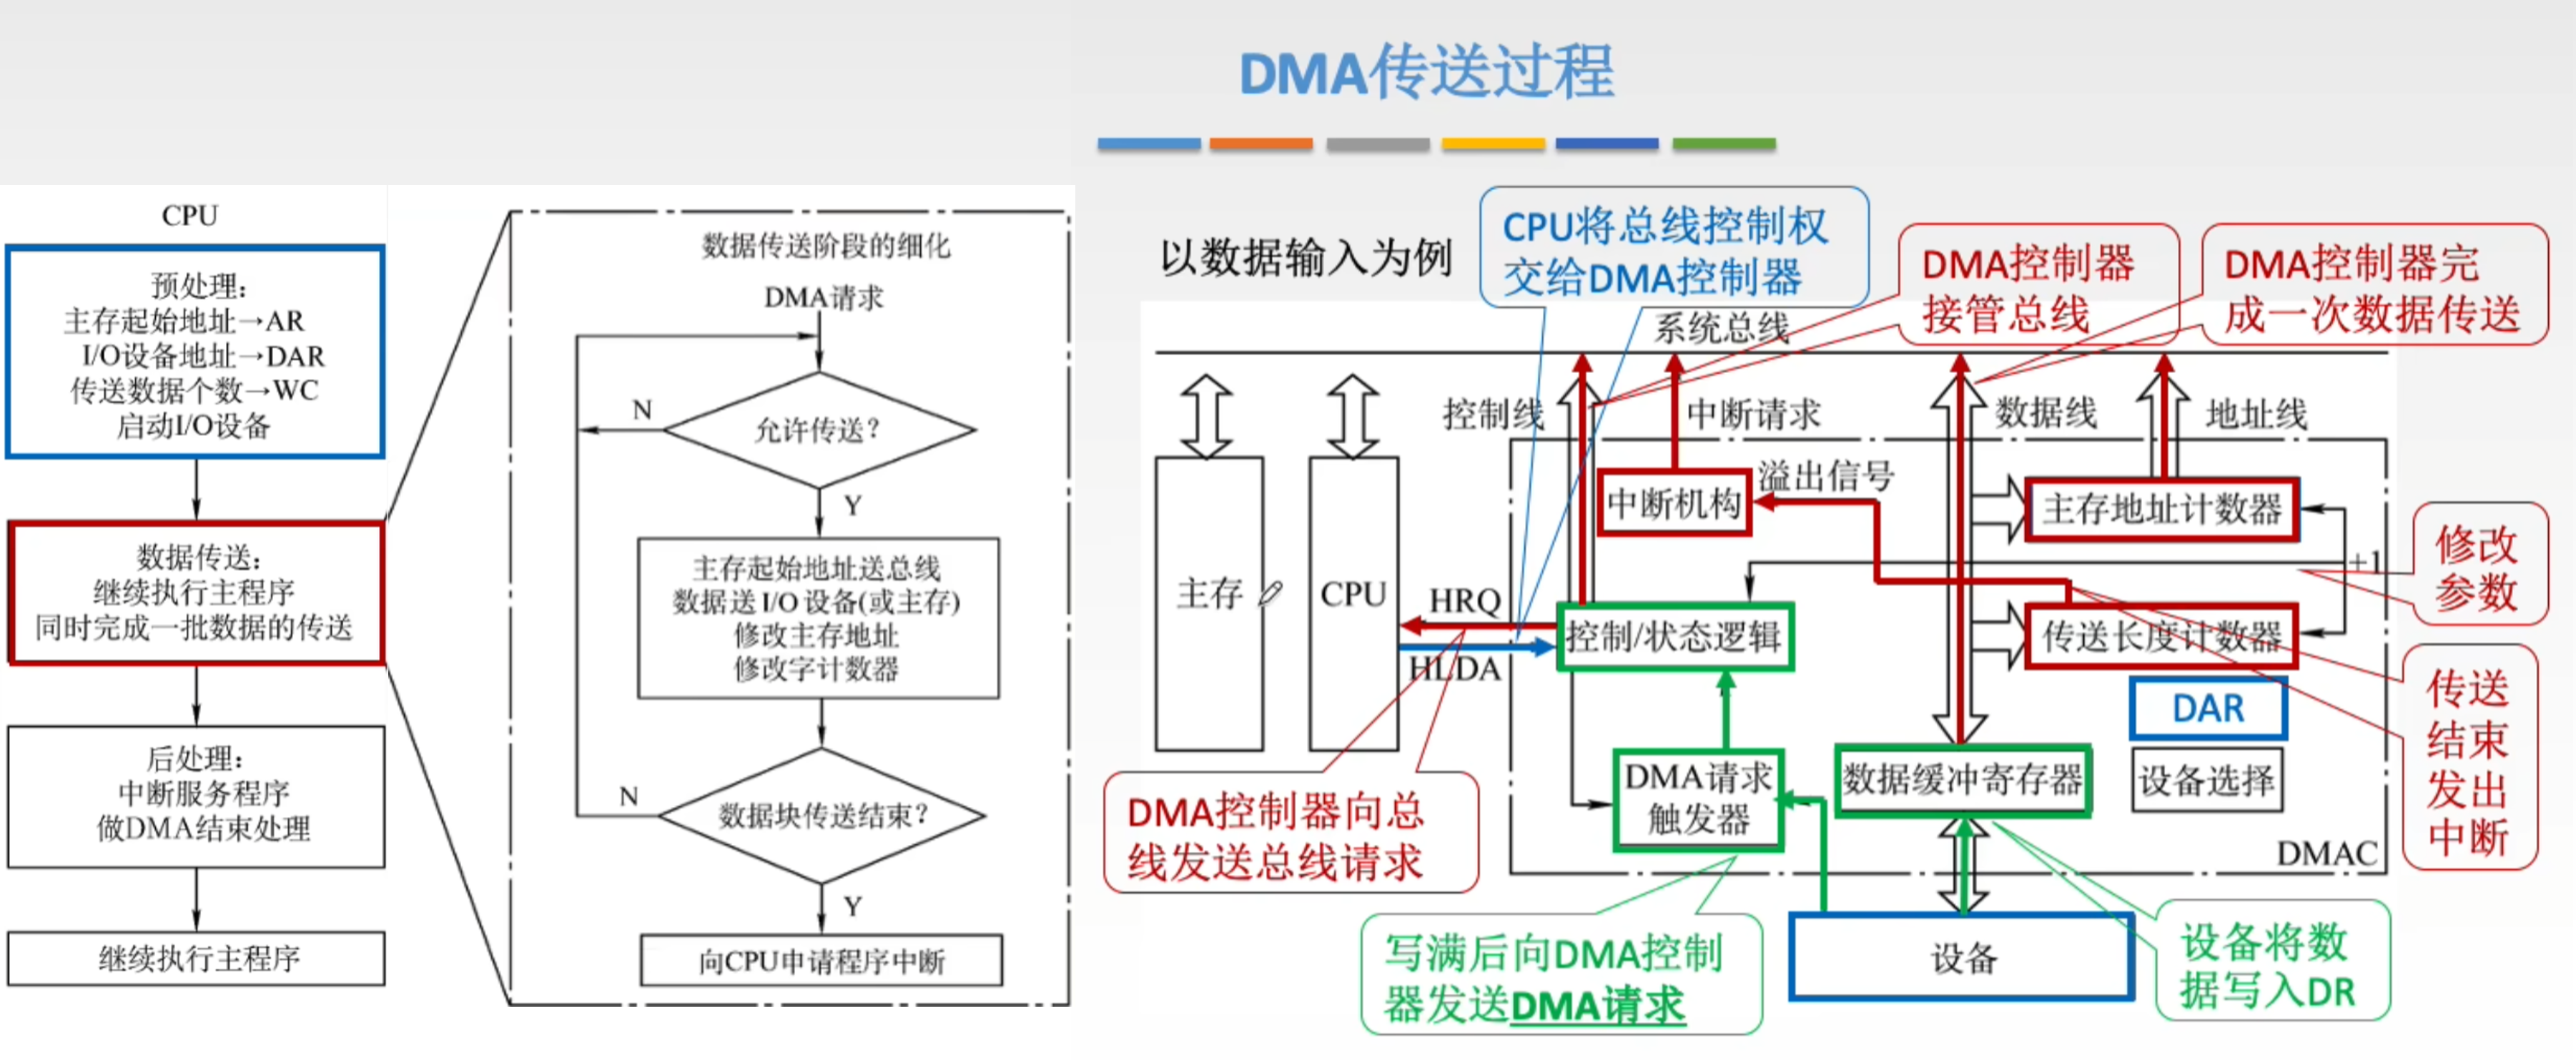 DMA传送过程
CPU
预处理：
主存起始地址→AR
I/O设备地址→DAR
传送数据个数→WC
启动I/O设备
数据传送：
继续执行主程序
同时完成一批数据的传送
后处理：
中断服务程序
做DMA结束处理
继续执行主程序
数据传送阶段的细化
DMA请求
允许传送？
N
Y
主存起始地址送总线
数据送I/O设备(或主存)
修改主存地址
修改字计数器
数据块传送结束？
N
Y
向CPU申请程序中断
以数据输入为例
CPU将总线控制权
交给DMA控制器
DMA控制器
接管总线
DMA控制器完
成一次数据传送
系统总线
控制线
中断请求
数据线
地址线
主存
CPU
HRQ
HLDA
中断机构
溢出信号
主存地址计数器
+1
修改
参数
控制/状态逻辑
传送长度计数器
DAR
传送
结束
发出
中断
DMA请求
触发器
数据缓冲寄存器
设备选择
DMAC
DMA控制器向总
线发送总线请求
写满后向DMA控制
器发送DMA请求
设备
设备将数
据写入DR